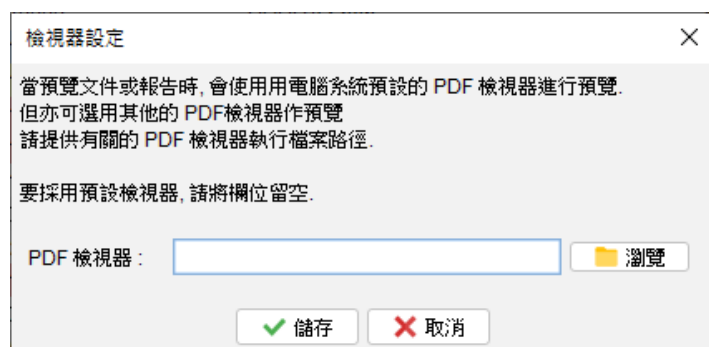 檢視器設定
當預覽文件或報告時, 會使用用電腦系統預設的 PDF 檢視器進行預覽.
但亦可選用其他的 PDF檢視器作預覽
請提供有關的 PDF 檢視器執行檔案路徑.
要採用預設檢視器, 請將欄位留空.
PDF 檢視器 :
瀏覽
儲存
取消